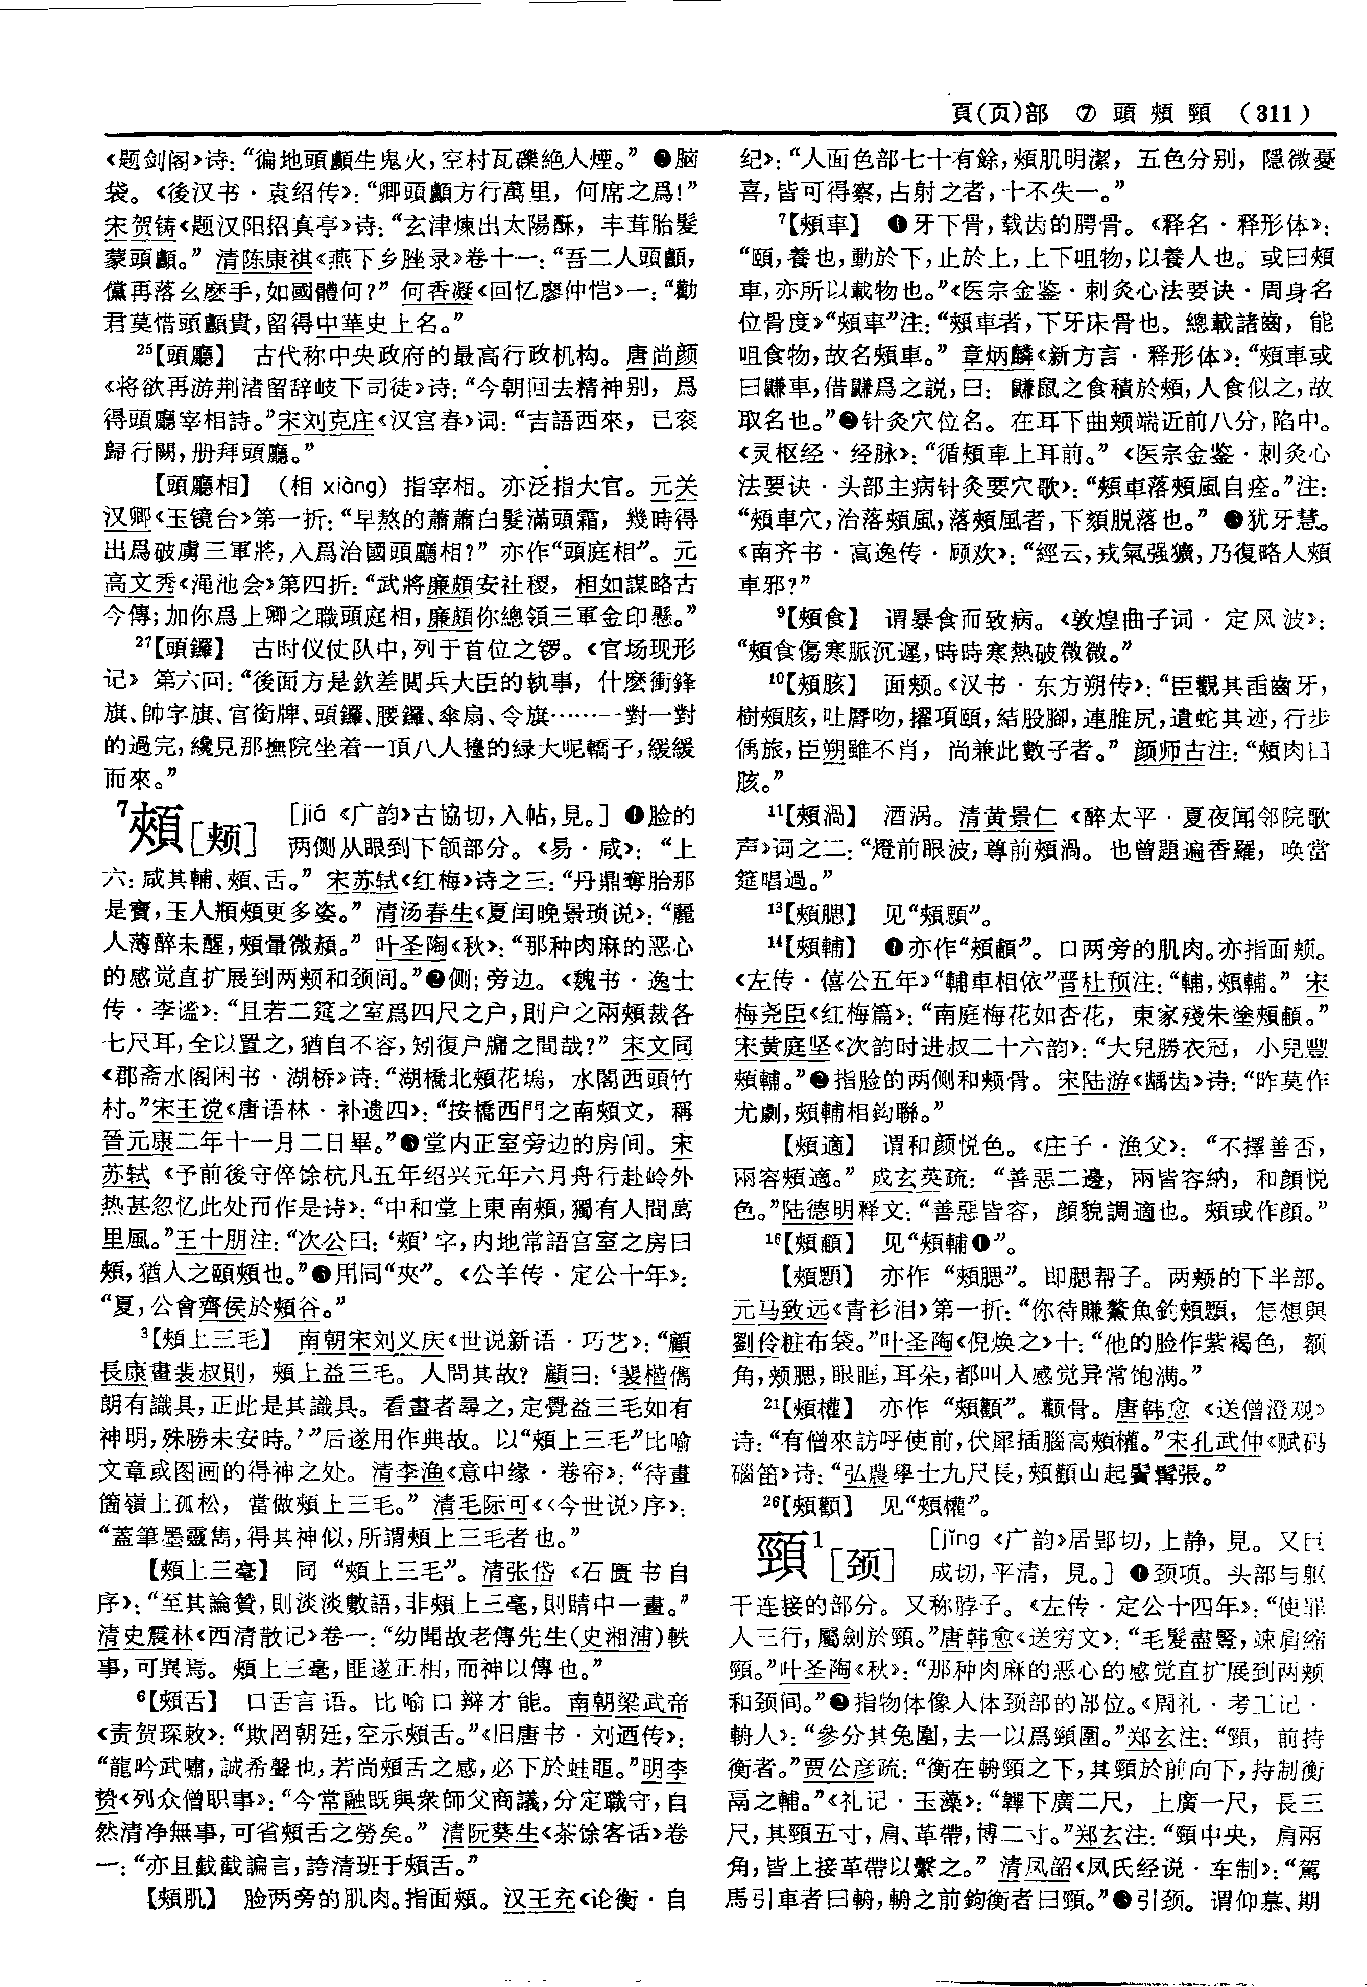 頁(页)部 ⑦ 頭 頰 頸 (311)
《题剑阁》诗：“徧地頭顱生鬼火，空村瓦礫絶人煙。” ❷脑
袋。《後汉书·袁绍传》：“卿頭顱方行萬里，何席之爲！”
宋贺铸《题汉阳招真亭》诗：“玄津煉出太陽酥，丰茸胎髮
蒙頭顱。” 清陈康祺《燕下乡脞录》卷十一：“吾二人頭顱，
儻再落么麽手，如國體何？” 何香凝《回忆廖仲恺》一：“勸
君莫惜頭顱貴，留得中華史上名。”
25【頭廳】 古代称中央政府的最高行政机构。唐尚颜
《将欲再游荆渚留辞岐下司徒》诗：“今朝回去精神别，爲
得頭廳宰相詩。”宋刘克庄《汉宫春》词：“吉語西來，已衮
歸行闕，册拜頭廳。”
【頭廳相】 （相 xiàng）指宰相。亦泛指大官。元关
汉卿《玉镜台》第一折：“早熬的蕭蕭白髮滿頭霜，幾時得
出爲破虜三軍將，入爲治國頭廳相？” 亦作“頭庭相”。元
高文秀《渑池会》第四折：“武將廉頗安社稷，相如謀略古
今傳；加你爲上卿之職頭庭相，廉頗你總領三軍金印懸。”
27【頭鑼】 古时仪仗队中，列于首位之锣。《官场现形
记》第六回：“後面方是欽差閲兵大臣的執事，什麽衝鋒
旗、帥字旗、官銜牌、頭鑼、腰鑼、傘扇、令旗……一對一對
的過完，纔見那撫院坐着一頂八人擡的緑大呢轎子，緩緩
而來。”
7頰[颊] [jiá 《广韵》古協切，入帖，見。] ❶脸的
两侧从眼到下颌部分。《易·咸》：“上
六：咸其輔、頰、舌。” 宋苏轼《红梅》诗之三：“丹鼎奪胎那
是寳，玉人頩頰更多姿。” 清汤春生《夏闰晚景琐说》：“麗
人薄醉未醒，頰暈微赬。” 叶圣陶《秋》：“那种肉麻的恶心
的感觉直扩展到两颊和颈间。”❷侧；旁边。《魏书·逸士
传·李谧》：“且若二筵之室爲四尺之户，則户之兩頰裁各
七尺耳，全以置之，猶自不容，矧復户牖之間哉？” 宋文同
《郡斋水阁闲书·湖桥》诗：“湖橋北頰花塢，水閣西頭竹
村。”宋王谠《唐语林·补遗四》：“按橋西門之南頰文，稱
晉元康二年十一月二日畢。”❸堂内正室旁边的房间。宋
苏轼《予前後守倅馀杭凡五年绍兴元年六月舟行赴岭外
热甚忽忆此处而作是诗》：“中和堂上東南頰，獨有人間萬
里風。”王十朋注：“次公曰：‘頰’字，内地常語宫室之房曰
頰，猶人之頤頰也。”❸用同“夾”。《公羊传·定公十年》：
“夏，公會齊侯於頰谷。”
3【頰上三毛】 南朝宋刘义庆《世说新语·巧艺》：“顧
長康畫裴叔則，頰上益三毛。人問其故？顧曰：‘裴楷儁
朗有識具，正此是其識具。看畫者尋之，定覺益三毛如有
神明，殊勝未安時。’”后遂用作典故。以“頰上三毛”比喻
文章或图画的得神之处。清李渔《意中缘·卷帘》：“待畫
箇嶺上孤松，當做頰上三毛。” 清毛际可《〈今世说〉序》：
“蓋筆墨靈雋，得其神似，所謂頰上三毛者也。”
【頰上三毫】 同“頰上三毛”。清张岱《石匮书自
序》：“至其論贊，則淡淡數語，非頰上三毫，則睛中一畫。”
清史震林《西清散记》卷一：“幼聞故老傳先生(史湘浦)軼
事，可異焉。頰上三毫，匪遂正相，而神以傳也。”
6【頰舌】 口舌言语。比喻口辩才能。南朝梁武帝
《责贺琛敕》：“欺罔朝廷，空示頰舌。”《旧唐书·刘迺传》：
“龍吟武嘯，誠希聲也，若尚頰舌之感，必下於蛙黽。”明李
贽《列众僧职事》：“今常融既與衆師父商議，分定職守，自
然清净無事，可省頰舌之勞矣。” 清阮葵生《茶馀客话》卷
一：“亦且截截諞言，誇清班于頰舌。”
【頰肌】 脸两旁的肌肉。指面頰。汉王充《论衡·自
纪》：“人面色部七十有餘，頰肌明潔，五色分别，隱微憂
喜，皆可得察，占射之者，十不失一。”
7【頰車】 ❶牙下骨，载齿的腭骨。《释名·释形体》：
“頤，養也，動於下，止於上，上下咀物，以養人也。或曰頰
車，亦所以載物也。”《医宗金鉴·刺灸心法要诀·周身名
位骨度》“頰車”注：“頰車者，下牙床骨也，總載諸齒，能
咀食物，故名頰車。” 章炳麟《新方言·释形体》：“頰車或
曰鼸車，借鼸爲之説，曰：鼸鼠之食積於頰，人食似之，故
取名也。”❷针灸穴位名。在耳下曲颊端近前八分，陷中。
《灵枢经·经脉》：“循頰車上耳前。”《医宗金鉴·刺灸心
法要诀·头部主病针灸要穴歌》：“頰車落頰風自痊。”注：
“頰車穴，治落頰風，落頰風者，下頦脱落也。” ❸犹牙慧。
《南齐书·高逸传·顾欢》：“經云，戎氣强獷，乃復略人頰
車邪？”
9【頰食】 谓暴食而致病。《敦煌曲子词·定风波》：
“頰食傷寒脈沉遲，時時寒熱破微微。”
10【頰胲】 面颊。《汉书·东方朔传》：“臣觀其臿齒牙，
樹頰胲，吐脣吻，擢項頤，結股腳，連脽尻，遺蛇其迹，行步
偊旅，臣朔雖不肖，尚兼此數子者。” 颜师古注：“頰肉曰
胲。”
11【頰渦】 酒涡。清黄景仁《醉太平·夏夜闻邻院歌
声》词之二：“燈前眼波，尊前頰渦。也曾題遍香羅，唤當
筵唱過。”
13【頰腮】 见“頰顋”。
14【頰輔】 ❶亦作“頰䩉”。口两旁的肌肉。亦指面颊。
《左传·僖公五年》“輔車相依”晋杜预注：“輔，頰輔。” 宋
梅尧臣《红梅篇》：“南庭梅花如杏花，東家殘朱塗頰䩉。”
宋黄庭坚《次韵时进叔二十六韵》：“大兒勝衣冠，小兒豐
頰輔。”❷指脸的两侧和颊骨。宋陆游《龋齿》诗：“昨莫作
尤劇，頰輔相鈎聯。”
【頰適】 谓和颜悦色。《庄子·渔父》：“不擇善否，
兩容頰適。” 成玄英疏：“善惡二邊，兩皆容納，和顔悦
色。”陆德明释文：“善惡皆容，顔貌調適也。頰或作顔。”
16【頰䩉】 见“頰輔❶”。
【頰顋】 亦作“頰腮”。即腮帮子。两颊的下半部。
元马致远《青衫泪》第一折：“你待賺鰲魚釣頰顋，怎想與
劉伶粧布袋。”叶圣陶《倪焕之》十：“他的脸作紫褐色，额
角，颊腮，眼眶，耳朵，都叫人感觉异常饱满。”
21【頰權】 亦作“頰顴”。颧骨。唐韩愈《送僧澄观》
诗：“有僧來訪呼使前，伏犀插腦高頰權。”宋孔武仲《赋码
碯笛》诗：“弘農學士九尺長，頰顴山起鬢髯張。”
26【頰顴】 见“頰權”。
頸1[颈] [jǐng 《广韵》居郢切，上静，見。又巨
成切，平清，見。] ❶颈项。头部与躯
干连接的部分。又称脖子。《左传·定公十四年》：“使罪
人三行，屬劍於頸。”唐韩愈《送穷文》：“毛髮盡豎，竦肩縮
頸。”叶圣陶《秋》：“那种肉麻的恶心的感觉直扩展到两颊
和颈间。”❷指物体像人体颈部的部位。《周礼·考工记·
輈人》：“參分其兔圍，去一以爲頸圍。”郑玄注：“頸，前持
衡者。”贾公彦疏：“衡在輈頸之下，其頸於前向下，持制衡
鬲之輔。”《礼记·玉藻》：“韠下廣二尺，上廣一尺，長三
尺，其頸五寸，肩、革帶，博二寸。”郑玄注：“頸中央，肩兩
角，皆上接革帶以繫之。” 清凤韶《凤氏经说·车制》：“駕
馬引車者曰輈，輈之前鉤衡者曰頸。”❸引颈。谓仰慕、期